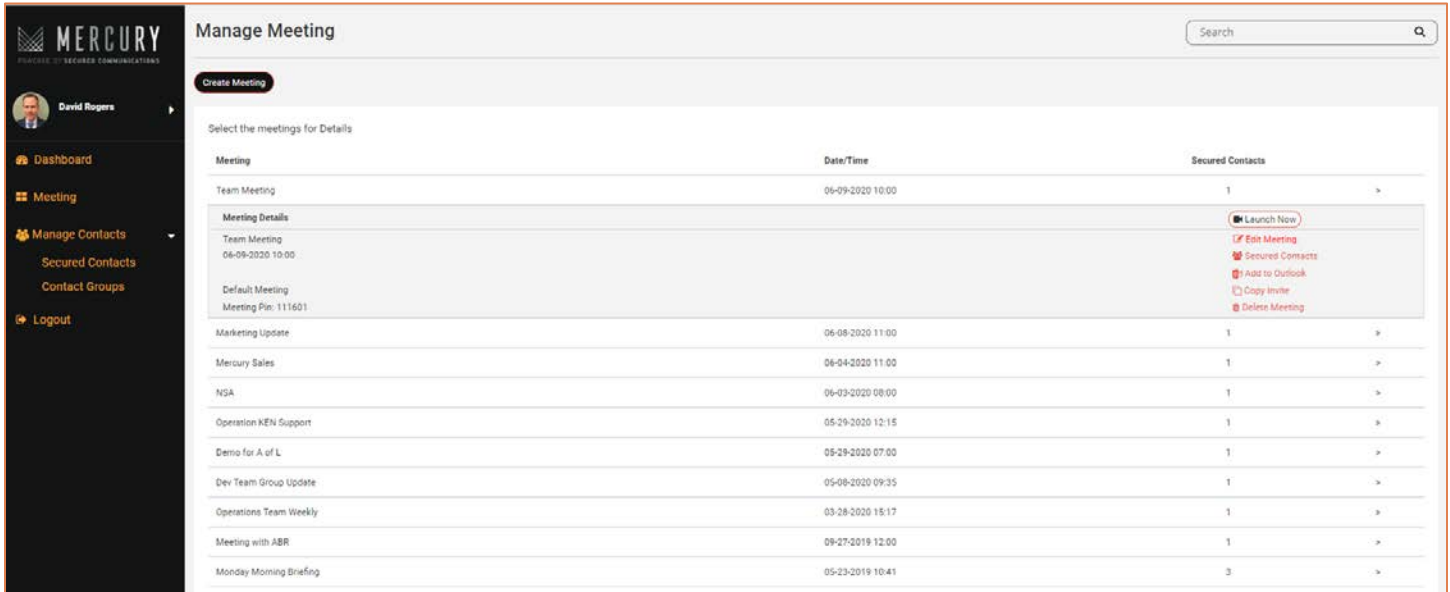 MERCURY
POWERED BY SECURED COMMUNICATIONS
David Rogers
Dashboard
Meeting
Manage Contacts
Secured Contacts
Contact Groups
Logout
Manage Meeting
Search
Create Meeting
Select the meetings for Details
Meeting Date/Time Secured Contacts
Team Meeting 06-09-2020 10:00 1 >
Meeting Details Launch Now
Team Meeting Edit Meeting
06-09-2020 10:00 Secured Contacts
Add to Outlook
Default Meeting Copy Invite
Meeting Pin: 111601 Delete Meeting
Marketing Update 06-08-2020 11:00 1 >
Mercury Sales 06-04-2020 11:00 1 >
NSA 06-03-2020 08:00 1 >
Operation KEN Support 05-29-2020 12:15 1 >
Demo for A of L 05-29-2020 07:00 1 >
Dev Team Group Update 05-08-2020 09:35 1 >
Operations Team Weekly 03-28-2020 15:17 1 >
Meeting with ABR 09-27-2019 12:00 1 >
Monday Morning Briefing 05-23-2019 10:41 3 >